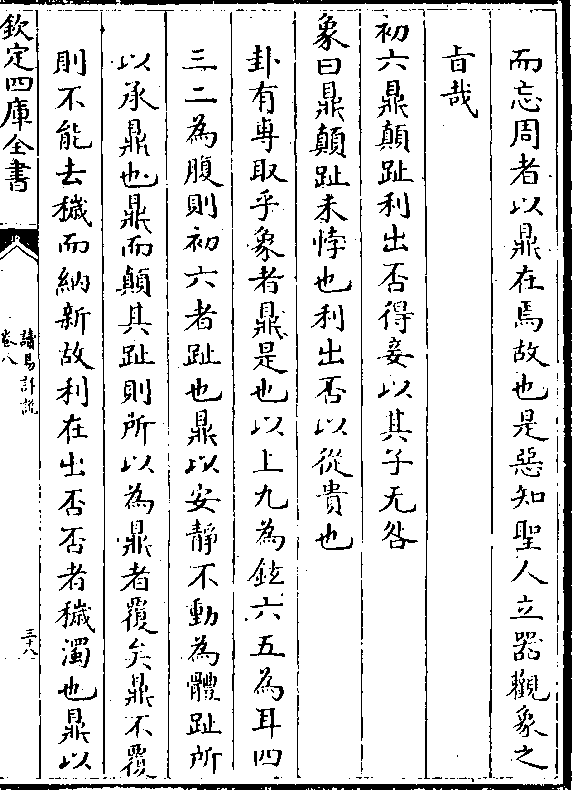 而忘周者以鼎在焉故也是惡知聖人立器觀象之
㫖哉
初六鼎顛趾利出否得妾以其子无咎
象曰鼎顛趾未悖也利出否以從貴也
卦有專取乎象者鼎是也以上九為鉉六五為耳四
三二為腹則初六者趾也鼎以安靜不動為體趾所
以承鼎也鼎而顛其趾則所以為鼎者覆矣鼎不覆
則不能去穢而納新故利在出否否者穢濁也鼎以
欽定四庫全書
讀易詳說
卷八
三十八